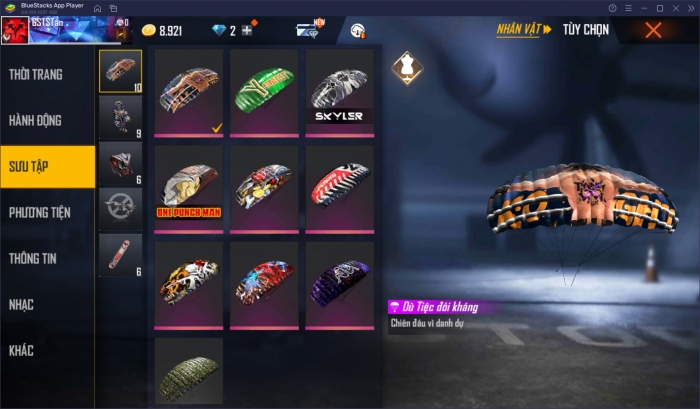 BlueStacks App Player
GSTSTân
0
8.921
2
NEW
NHÂN VẬT
TÙY CHỌN
THỜI TRANG
HÀNH ĐỘNG
SƯU TẬP
PHƯƠNG TIỆN
THÔNG TIN
NHẠC
KHÁC
10
9
6
6
SKYLER
ONE PUNCH MAN
Dù Tiệc đối kháng
Chiến đấu vì danh dự